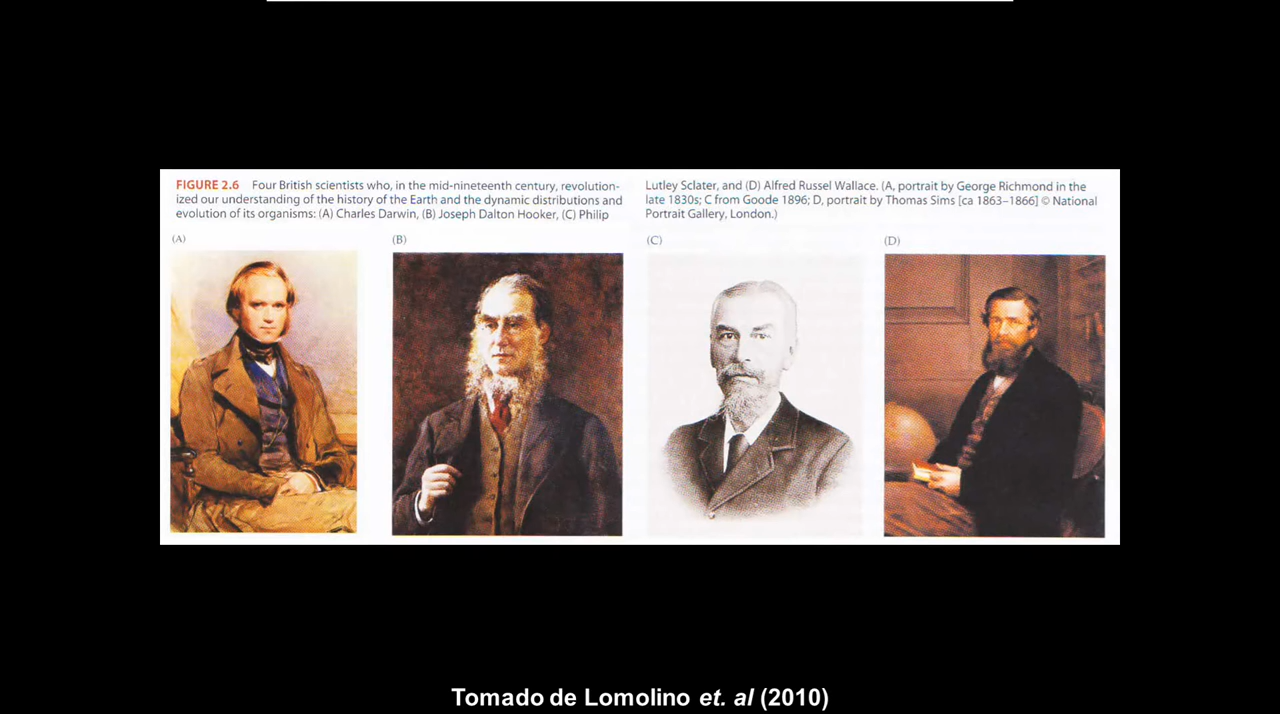 FIGURE 2.6 Four British scientists who, in the mid-nineteenth century, revolution-
ized our understanding of the history of the Earth and the dynamic distributions and
evolution of its organisms: (A) Charles Darwin, (B) Joseph Dalton Hooker, (C) Philip
Lutley Sclater, and (D) Alfred Russel Wallace. (A, portrait by George Richmond in the
late 1830s; C from Goode 1896; D, portrait by Thomas Sims [ca 1863–1866] © National
Portrait Gallery, London.)
(A)
(B)
(C)
(D)
Tomado de Lomolino et. al (2010)